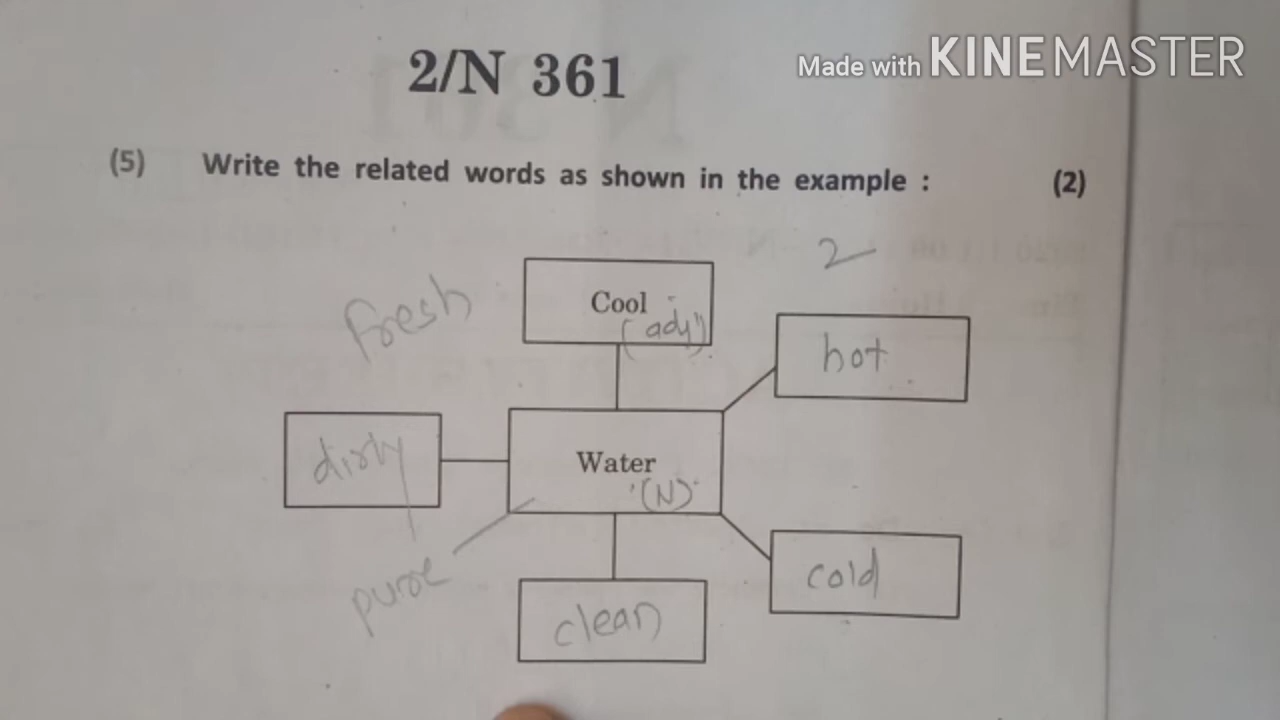 2/N 361
Made with KINEMASTER
(5) Write the related words as shown in the example : (2)
2
Fresh
Cool
(adj)
hot
dirty
Water
(N)
cold
pure
clean